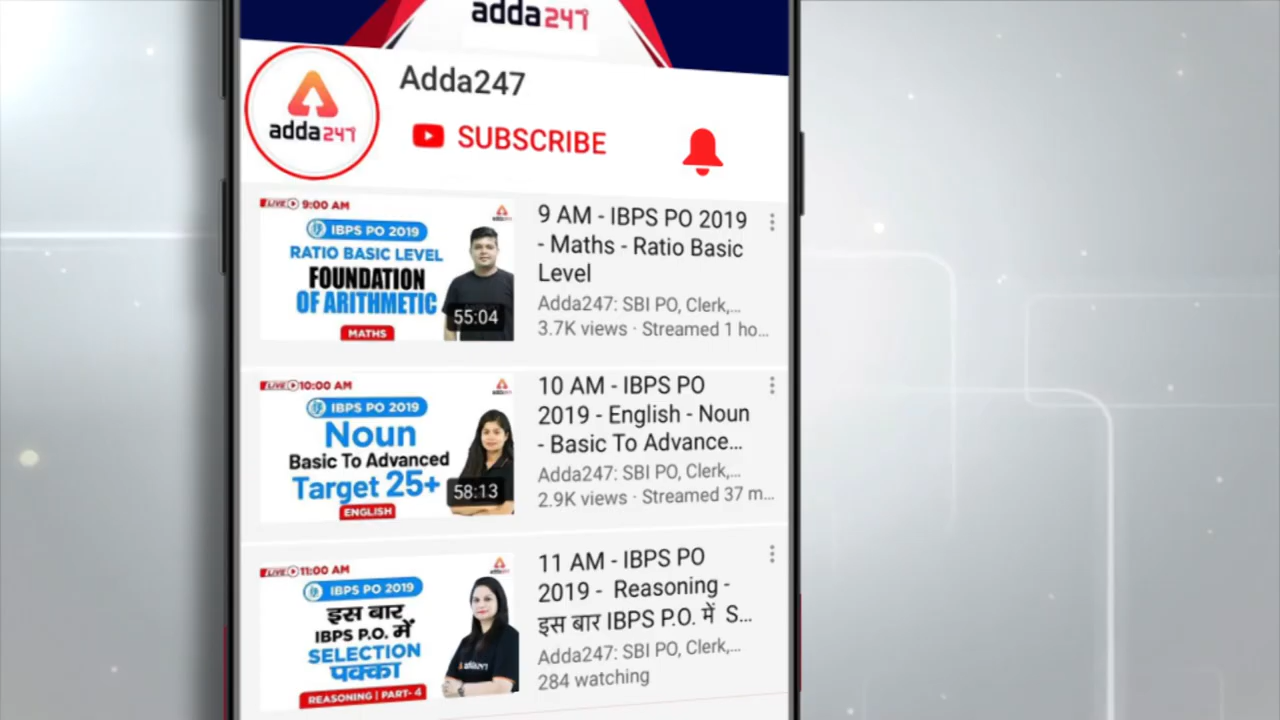 adda247
Adda247
adda247
SUBSCRIBE
LIVE 9:00 AM
IBPS PO 2019
RATIO BASIC LEVEL
FOUNDATION
OF ARITHMETIC
MATHS
55:04
9 AM - IBPS PO 2019
- Maths - Ratio Basic
Level
Adda247: SBI PO, Clerk,...
3.7K views · Streamed 1 ho...
LIVE 10:00 AM
IBPS PO 2019
Noun
Basic To Advanced
Target 25+
ENGLISH
58:13
10 AM - IBPS PO
2019 - English - Noun
- Basic To Advance...
Adda247: SBI PO, Clerk,...
2.9K views · Streamed 37 m...
LIVE 11:00 AM
IBPS PO 2019
इस बार
IBPS P.O. में
SELECTION
पक्का
REASONING | PART- 4
adda247
11 AM - IBPS PO
2019 - Reasoning -
इस बार IBPS P.O. में S...
Adda247: SBI PO, Clerk,...
284 watching